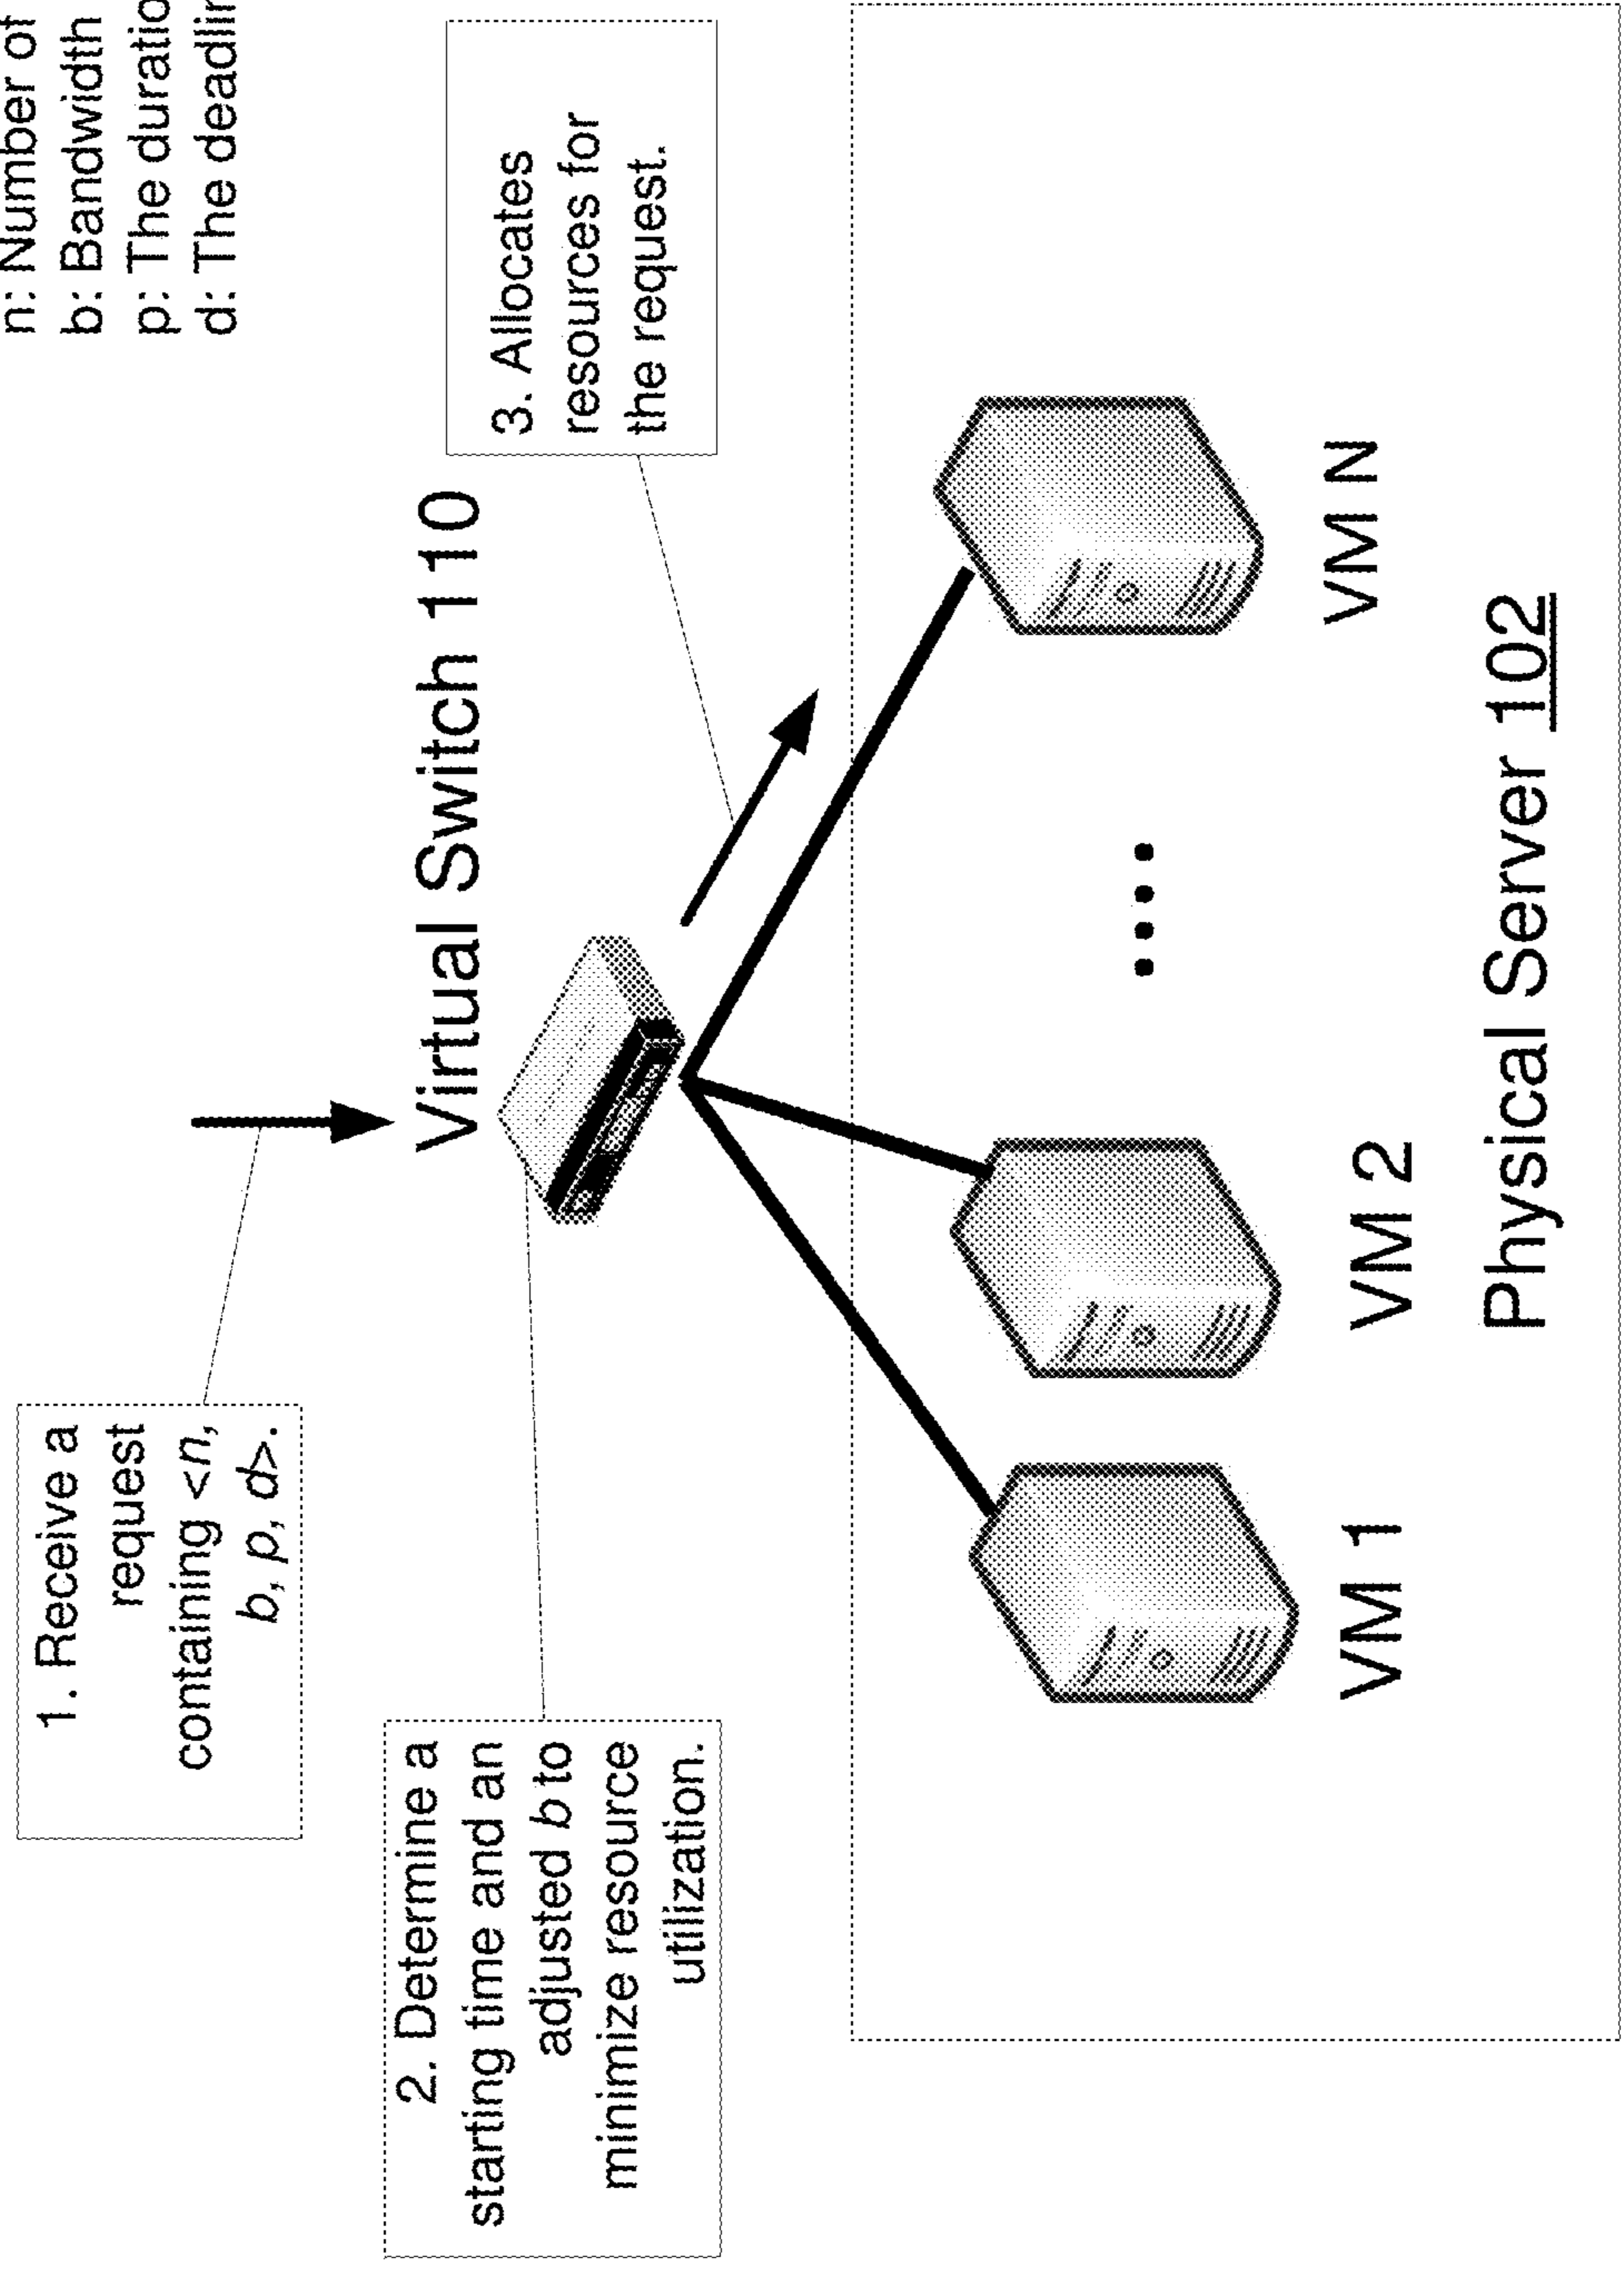 n: Number of
b: Bandwidth
p: The duratio
d: The deadlin
1. Receive a
request
containing <n,
b, p, d>.
Virtual Switch 110
2. Determine a
starting time and an
adjusted b to
minimize resource
utilization.
3. Allocates
resources for
the request.
VM 1
VM 2
VM N
Physical Server 102